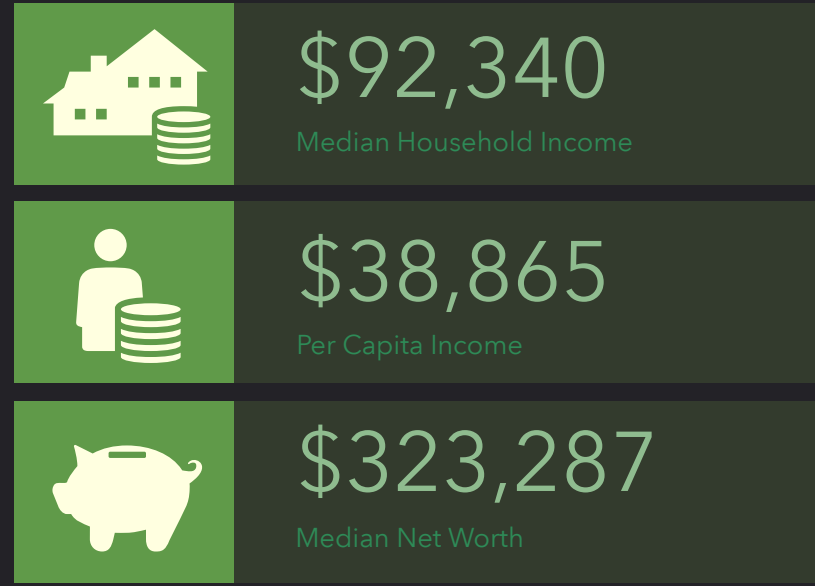 $92,340
Median Household Income
$38,865
Per Capita Income
$323,287
Median Net Worth